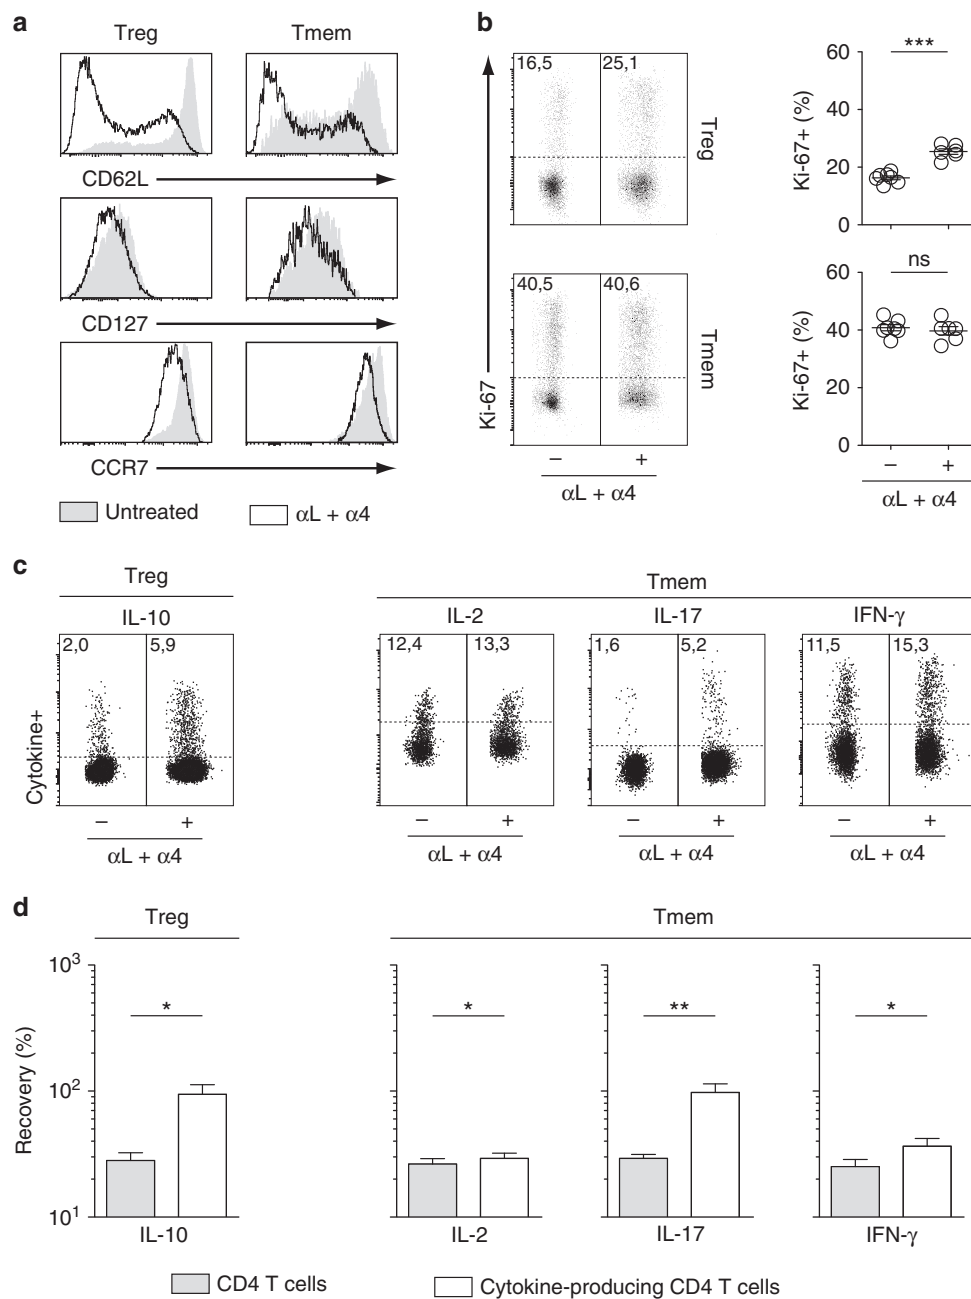 a
Treg
Tmem
CD62L
CD127
CCR7
Untreated
αL + α4
b
16,5
25,1
Treg
40,5
40,6
Tmem
Ki-67
–
+
αL + α4
60
40
20
0
Ki-67+ (%)
***
60
40
20
0
Ki-67+ (%)
ns
–
+
αL + α4
c
Treg
Tmem
IL-10
IL-2
IL-17
IFN-γ
2,0
5,9
12,4
13,3
1,6
5,2
11,5
15,3
Cytokine+
– +
– +
– +
– +
αL + α4
αL + α4
αL + α4
αL + α4
d
Treg
Tmem
10³
10²
10¹
Recovery (%)
*
*
**
*
IL-10
IL-2
IL-17
IFN-γ
CD4 T cells
Cytokine-producing CD4 T cells